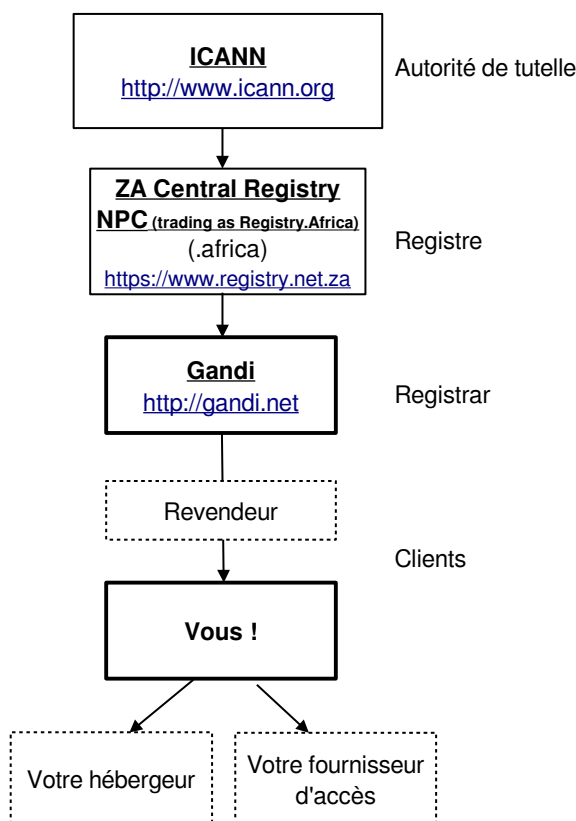 ICANN
http://www.icann.org
Autorité de tutelle
ZA Central Registry
NPC (trading as Registry.Africa)
(.africa)
https://www.registry.net.za
Registre
Gandi
http://gandi.net
Registrar
Revendeur
Clients
Vous !
Votre hébergeur
Votre fournisseur
d'accès